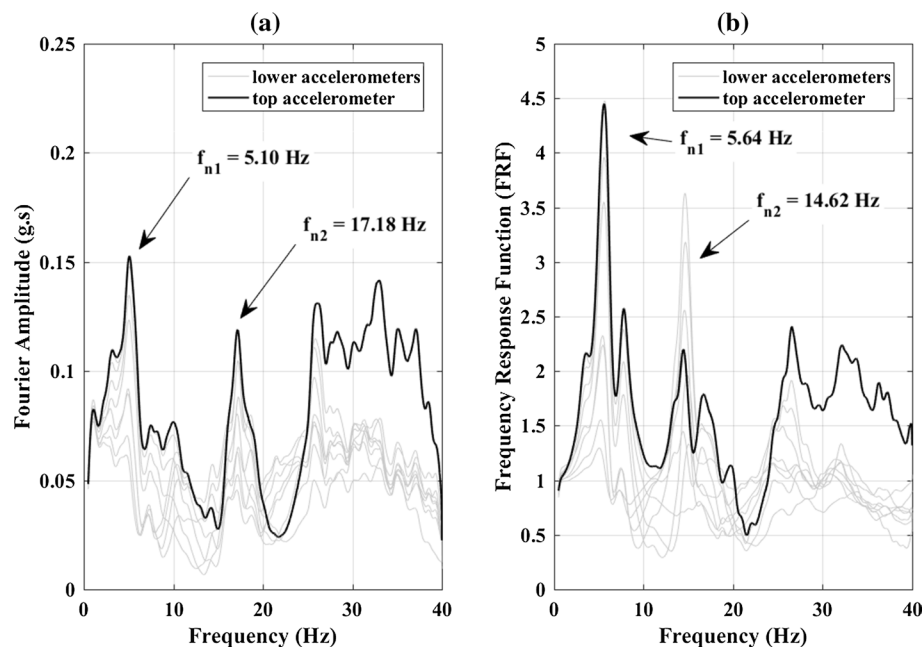 (a)
Fourier Amplitude (g.s)
0.25
0.2
0.15
0.1
0.05
0
lower accelerometers
top accelerometer
fn1 = 5.10 Hz
fn2 = 17.18 Hz
0 10 20 30 40
Frequency (Hz)
(b)
Frequency Response Function (FRF)
5
4.5
4
3.5
3
2.5
2
1.5
1
0.5
0
lower accelerometers
top accelerometer
fn1 = 5.64 Hz
fn2 = 14.62 Hz
0 10 20 30 40
Frequency (Hz)